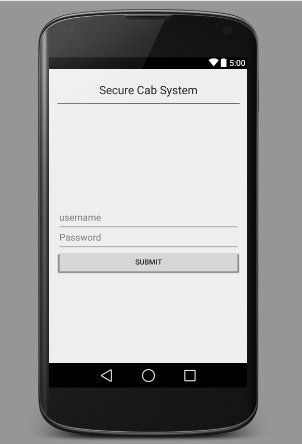 5:00
Secure Cab System
username
Password
SUBMIT